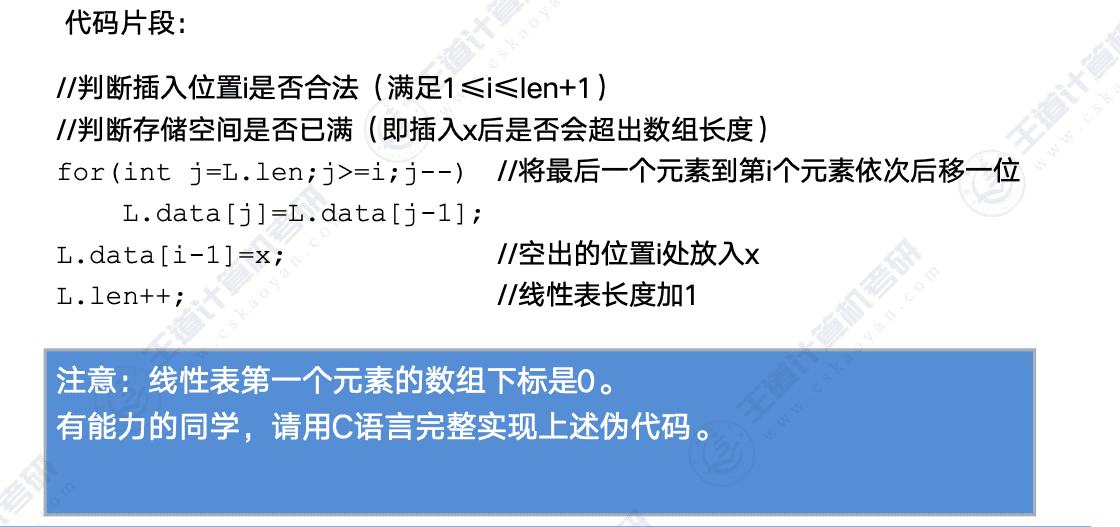 代码片段：
//判断插入位置i是否合法（满足1≤i≤len+1）
//判断存储空间是否已满（即插入x后是否会超出数组长度）
for(int j=L.len;j>=i;j--) //将最后一个元素到第i个元素依次后移一位
L.data[j]=L.data[j-1];
L.data[i-1]=x; //空出的位置i处放入x
L.len++; //线性表长度加1
注意：线性表第一个元素的数组下标是0。
有能力的同学，请用C语言完整实现上述伪代码。
王道计算机考研
www.cskaoyan.com